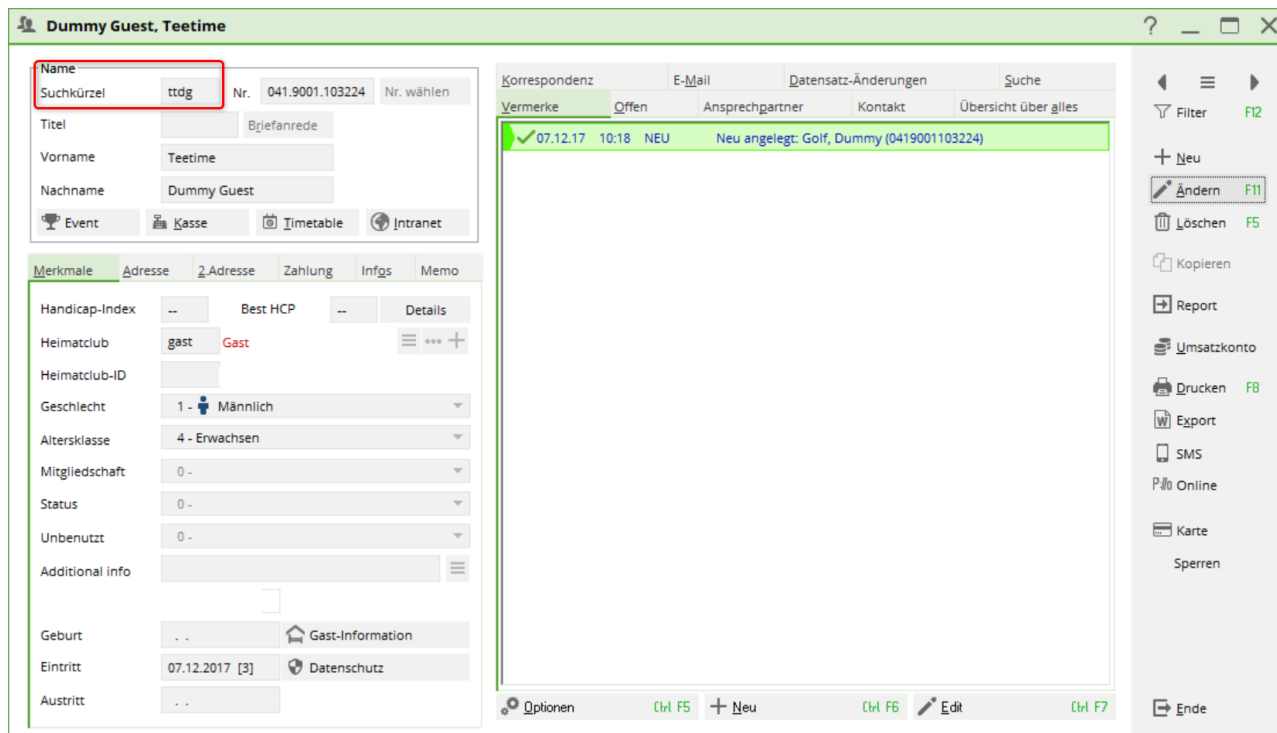 Dummy Guest, Teetime
Name
Suchkürzel ttdg Nr. 041.9001.103224 Nr. wählen
Titel Briefanrede
Vorname Teetime
Nachname Dummy Guest
Event Kasse Timetable Intranet
Merkmale Adresse 2.Adresse Zahlung Infos Memo
Handicap-Index -- Best HCP -- Details
Heimatclub gast Gast
Heimatclub-ID
Geschlecht 1 - Männlich
Altersklasse 4 - Erwachsen
Mitgliedschaft 0 -
Status 0 -
Unbenutzt 0 -
Additional info
Geburt . . Gast-Information
Eintritt 07.12.2017 [3] Datenschutz
Austritt . .
Korrespondenz E-Mail Datensatz-Änderungen Suche
Vermerke Offen Ansprechpartner Kontakt Übersicht über alles
07.12.17 10:18 NEU Neu angelegt: Golf, Dummy (0419001103224)
Optionen Ctrl F5 Neu Ctrl F6 Edit Ctrl F7
Filter F12
Neu
Ändern F11
Löschen F5
Kopieren
Report
Umsatzkonto
Drucken F8
Export
SMS
Online
Karte
Sperren
Ende